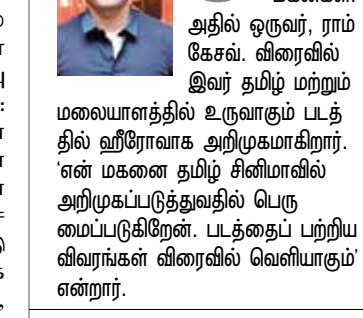 அதில் ஒருவர், ராம்
கேசவ். விரைவில்
இவர் தமிழ் மற்றும்
மலையாளத்தில் உருவாகும் படத்
தில் ஹீரோவாக அறிமுகமாகிறார்.
‘என் மகனை தமிழ் சினிமாவில்
அறிமுகப்படுத்துவதில் பெரு
மைப்படுகிறேன். படத்தைப் பற்றிய
விவரங்கள் விரைவில் வெளியாகும்’
என்றார்.